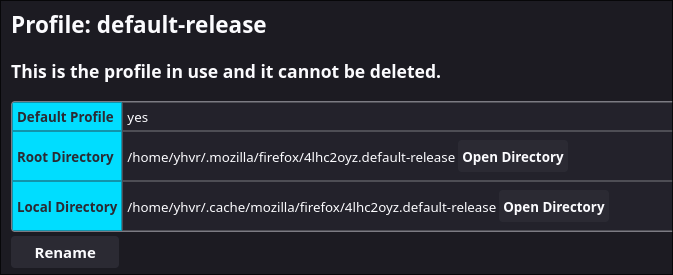 Profile: default-release
This is the profile in use and it cannot be deleted.
Default Profile yes
Root Directory /home/yhvr/.mozilla/firefox/4lhc2oyz.default-release Open Directory
Local Directory /home/yhvr/.cache/mozilla/firefox/4lhc2oyz.default-release Open Directory
Rename